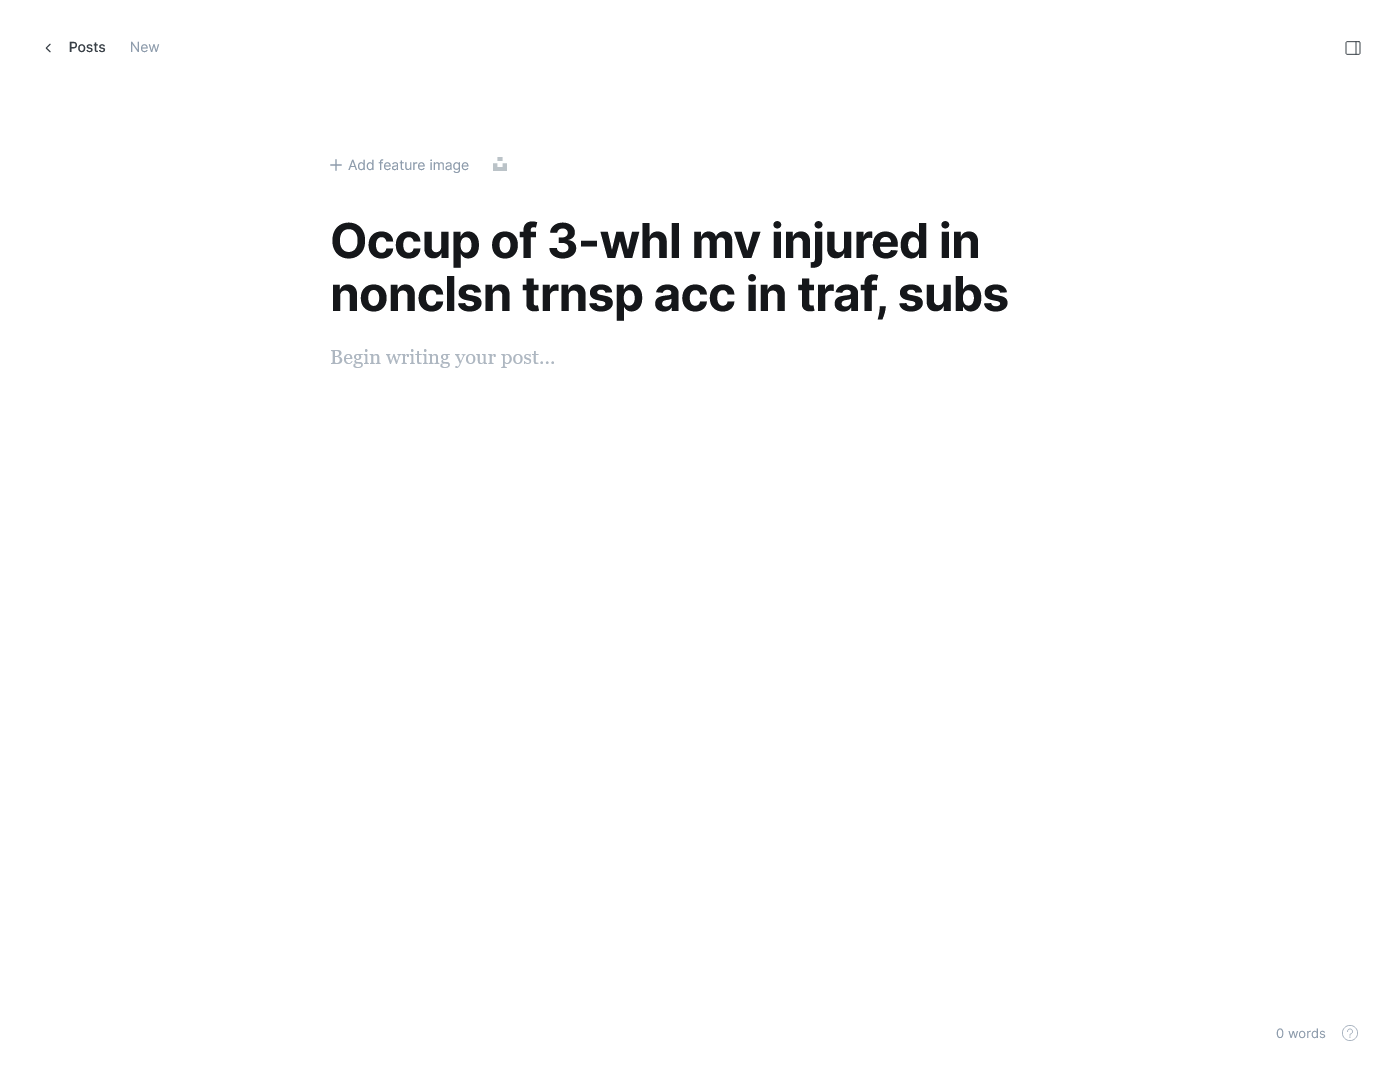 Posts New
Add feature image
Occup of 3-whl mv injured in
nonclsn trnsp acc in traf, subs
Begin writing your post...
0 words ?